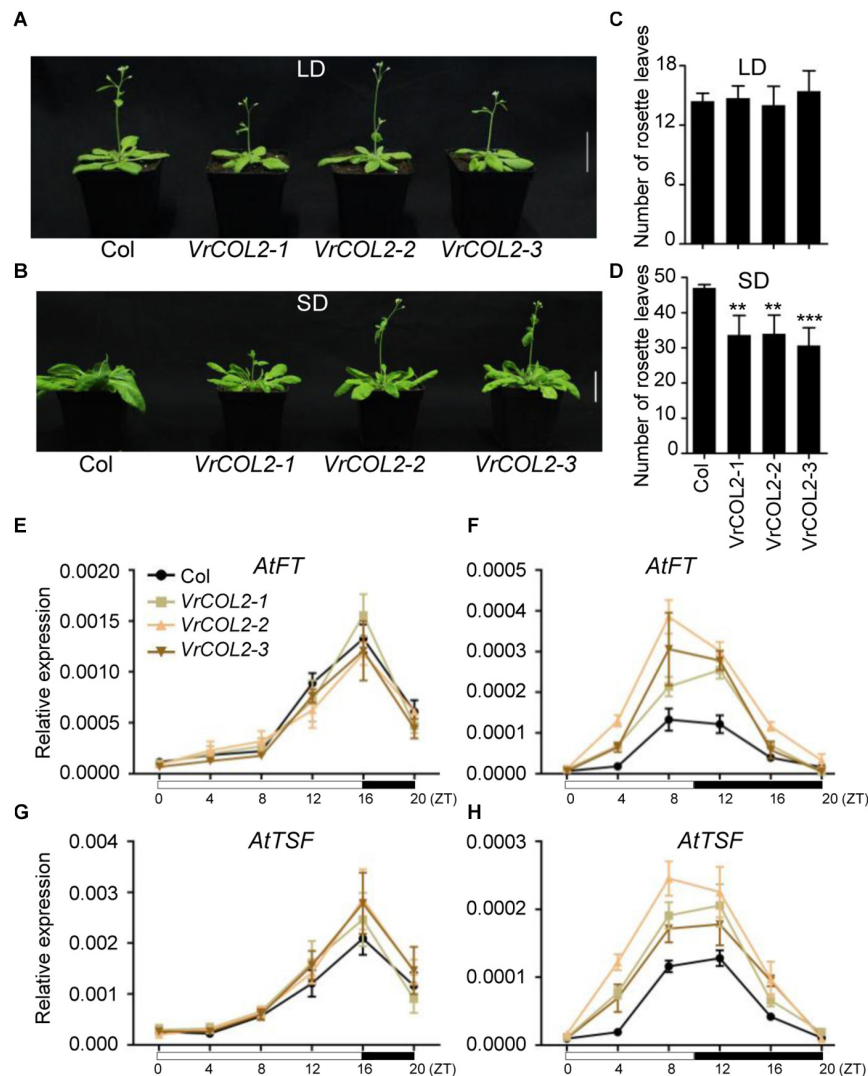 A
LD
Col VrCOL2-1 VrCOL2-2 VrCOL2-3
B
SD
Col VrCOL2-1 VrCOL2-2 VrCOL2-3
C
LD
Number of rosette leaves
18
12
6
0
D
SD
Number of rosette leaves
50
40
30
20
10
0
** ** ***
Col
VrCOL2-1
VrCOL2-2
VrCOL2-3
E
AtFT
Relative expression
0.0020
0.0015
0.0010
0.0005
0.0000
Col
VrCOL2-1
VrCOL2-2
VrCOL2-3
0 4 8 12 16 20 (ZT)
F
AtFT
0.0005
0.0004
0.0003
0.0002
0.0001
0.0000
0 4 8 12 16 20 (ZT)
G
AtTSF
Relative expression
0.004
0.003
0.002
0.001
0.000
0 4 8 12 16 20 (ZT)
H
AtTSF
0.0003
0.0002
0.0001
0.0000
0 4 8 12 16 20 (ZT)